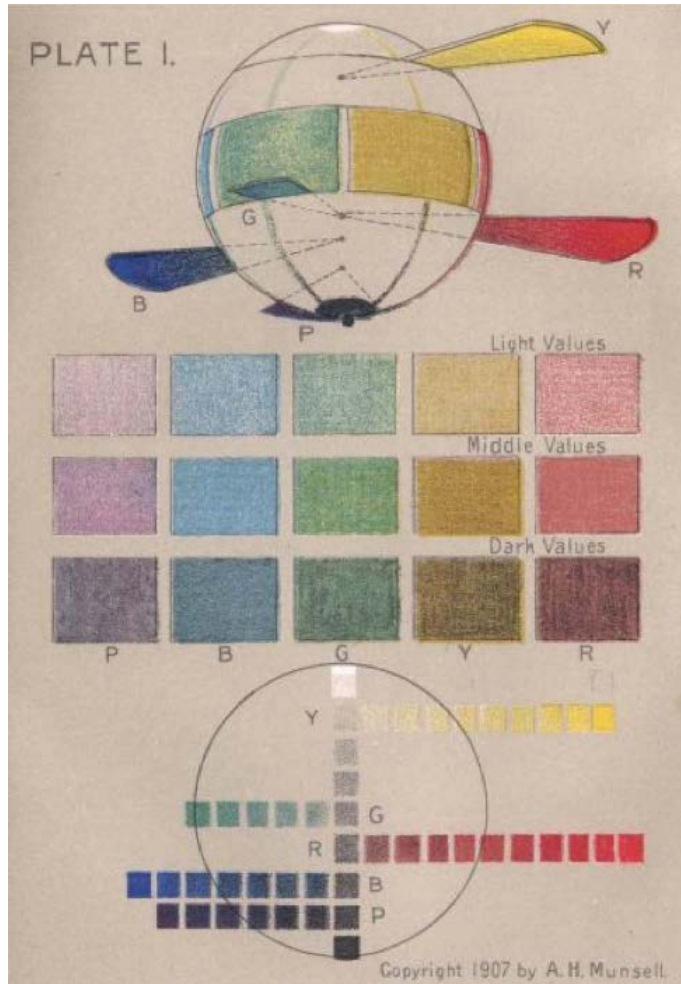 PLATE I.
Y
G
B
R
P
Light Values
Middle Values
Dark Values
P B G Y R
Y
G
R
B
P
Copyright 1907 by A. H. Munsell.